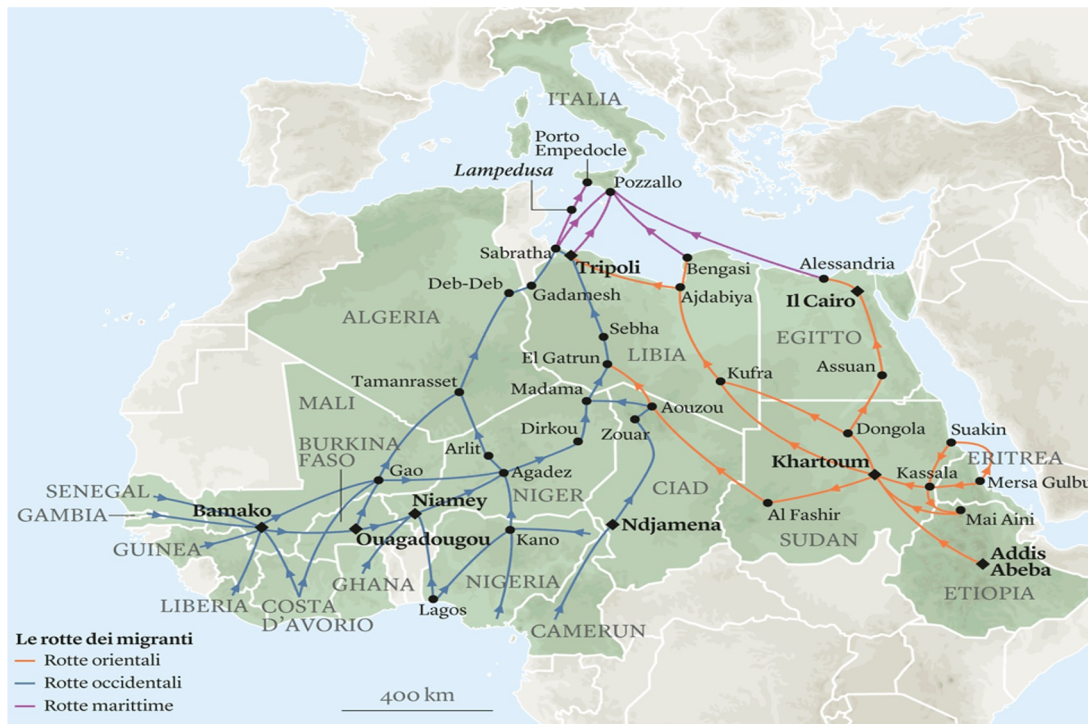 ITALIA
Porto
Empedocle
Lampedusa
Pozzallo
Sabratha
Tripoli
Bengasi
Alessandria
Deb-Deb
Gadamesh
Ajdabiya
Il Cairo
ALGERIA
Sebha
LIBIA
EGITTO
El Gatrun
Assuan
Tamanrasset
Madama
Kufra
MALI
Aouzou
Dirkou
Zouar
Dongola
Suakin
BURKINA
FASO
Arlit
Khartoum
ERITREA
Gao
Agadez
Kassala
Mersa Gulbu
SENEGAL
Niamey
NIGER
CIAD
GAMBIA
Bamako
Al Fashir
Mai Aini
Ouagadougou
Kano
Ndjamena
SUDAN
GUINEA
Addis
Abeba
GHANA
NIGERIA
ETIOPIA
LIBERIA
COSTA
D'AVORIO
Lagos
CAMERUN
Le rotte dei migranti
Rotte orientali
Rotte occidentali
Rotte marittime
400 km